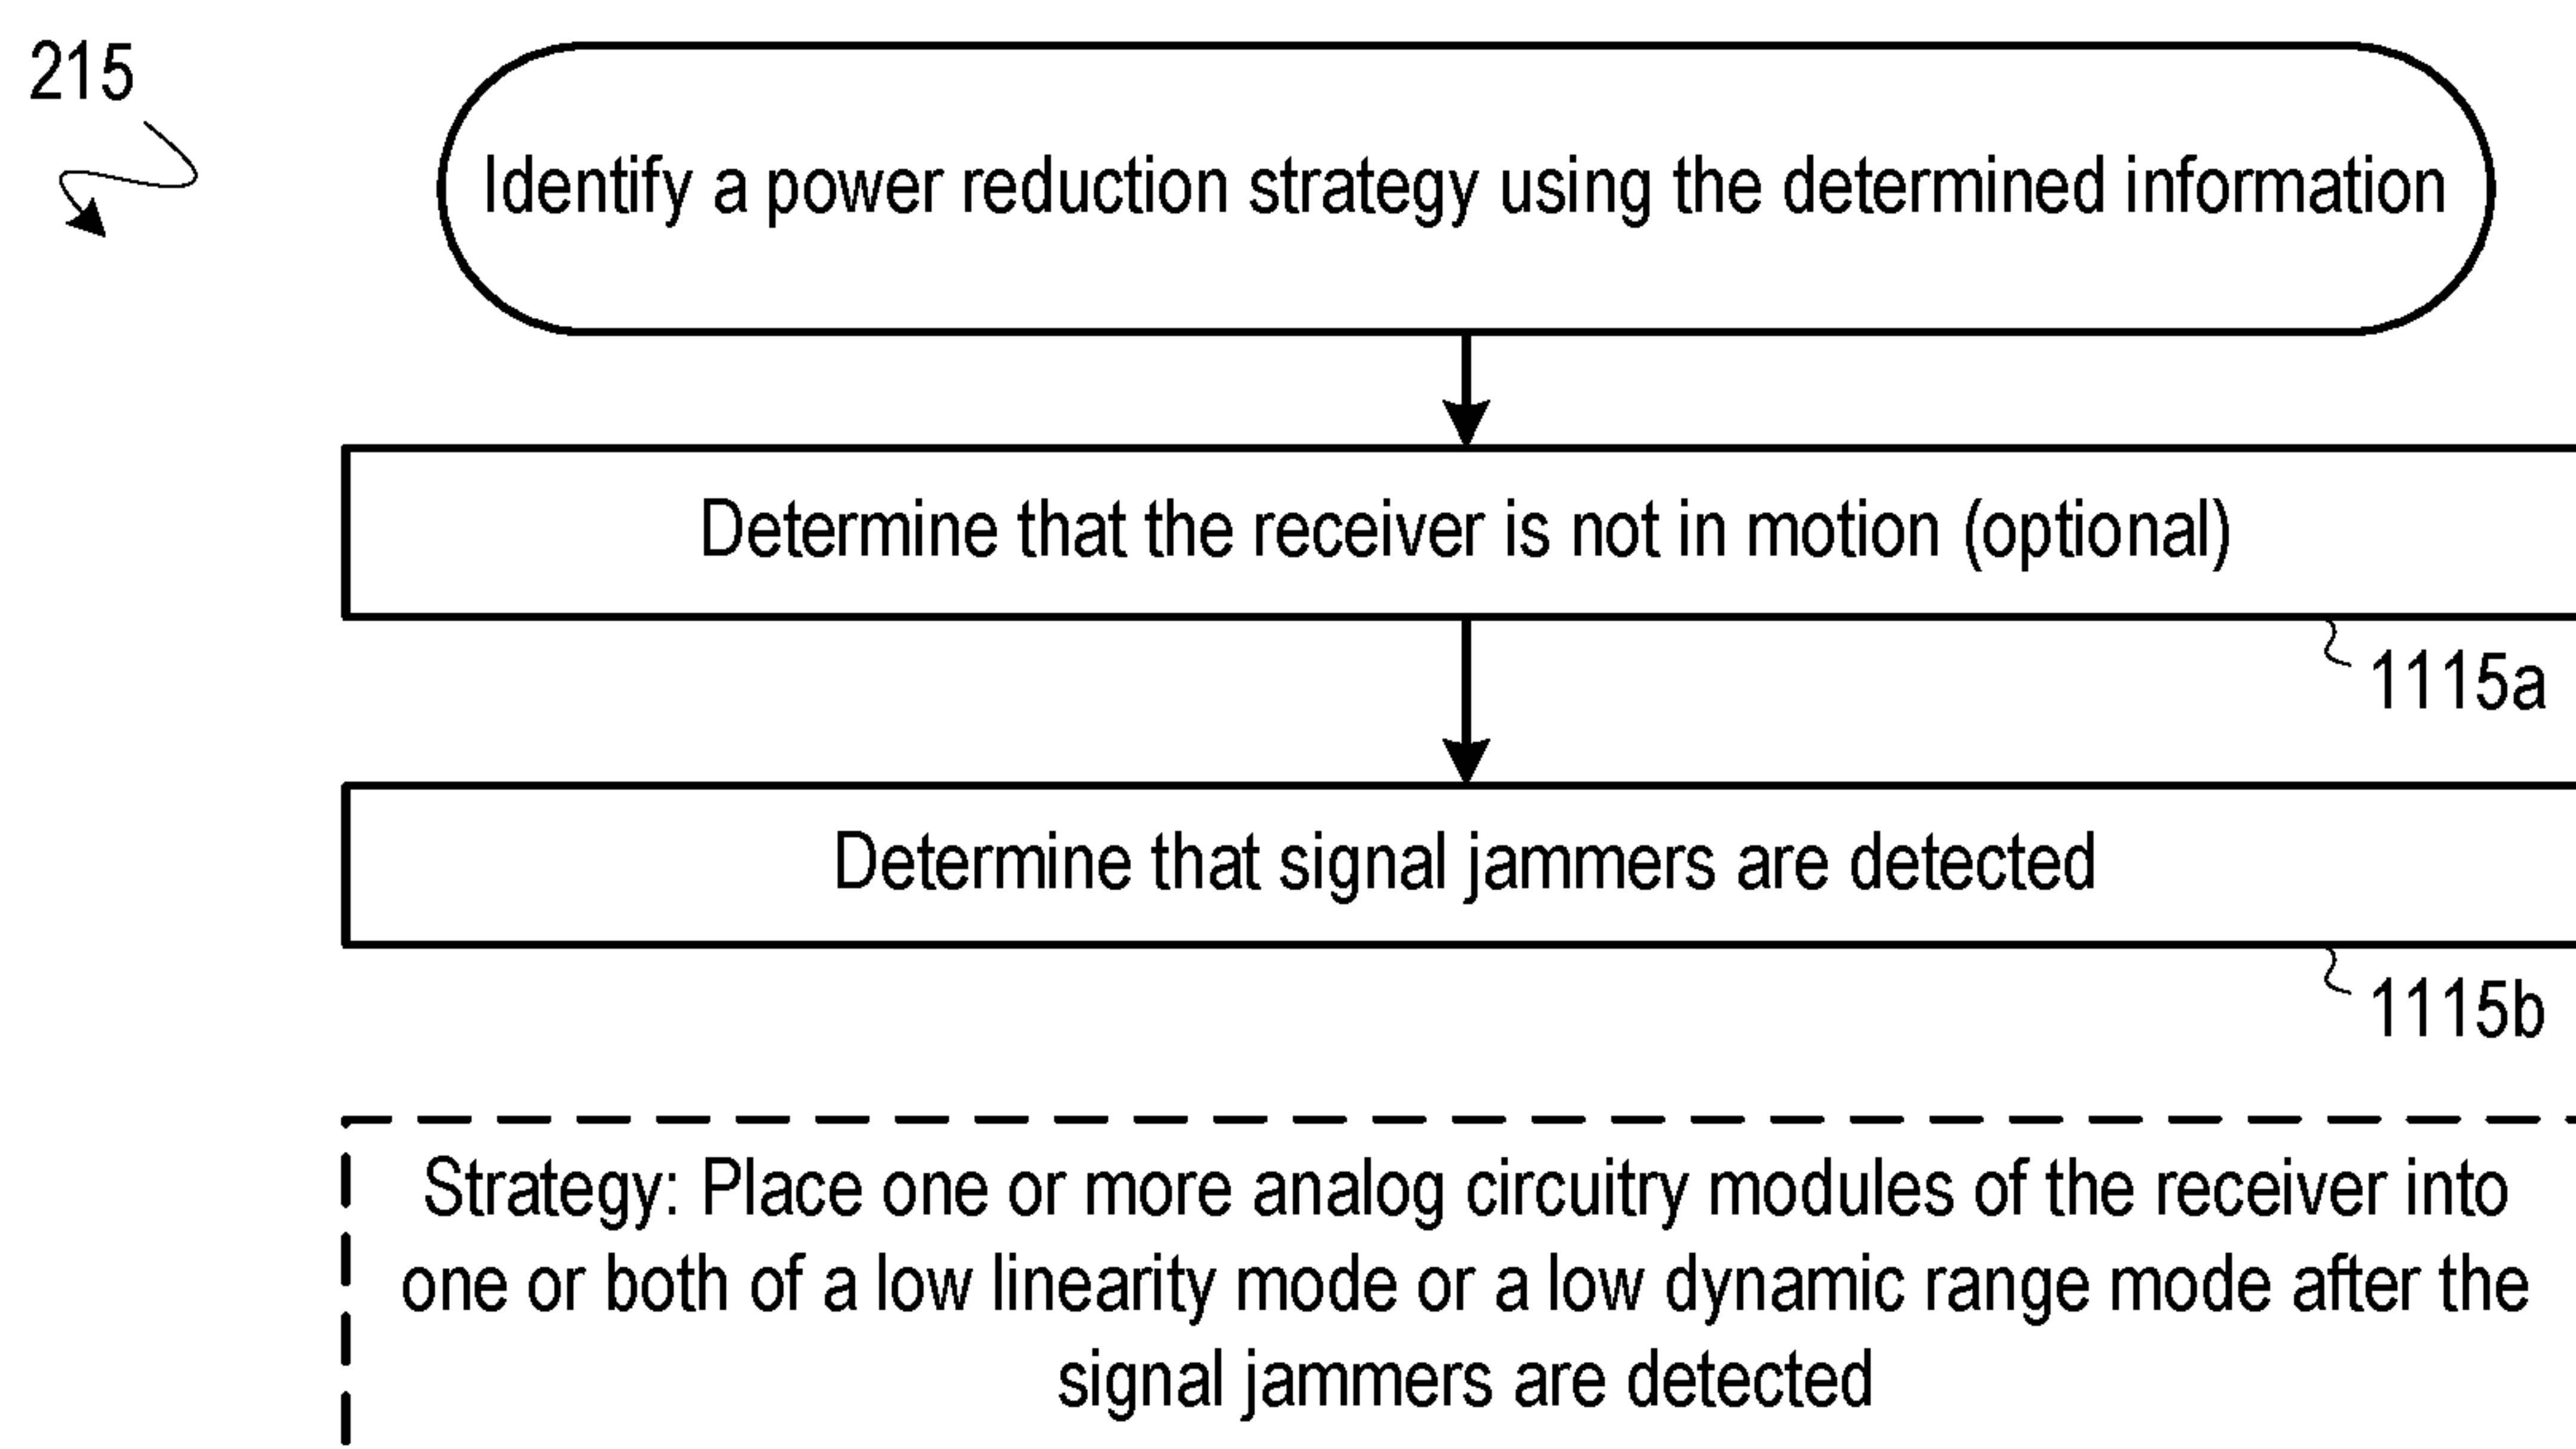 215
Identify a power reduction strategy using the determined information
Determine that the receiver is not in motion (optional)
1115a
Determine that signal jammers are detected
1115b
Strategy: Place one or more analog circuitry modules of the receiver into
one or both of a low linearity mode or a low dynamic range mode after the
signal jammers are detected